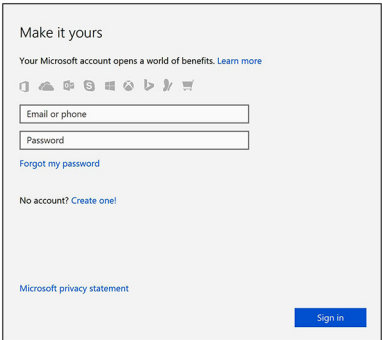 Make it yours
Your Microsoft account opens a world of benefits. Learn more
Email or phone
Password
Forgot my password
No account? Create one!
Microsoft privacy statement
Sign in